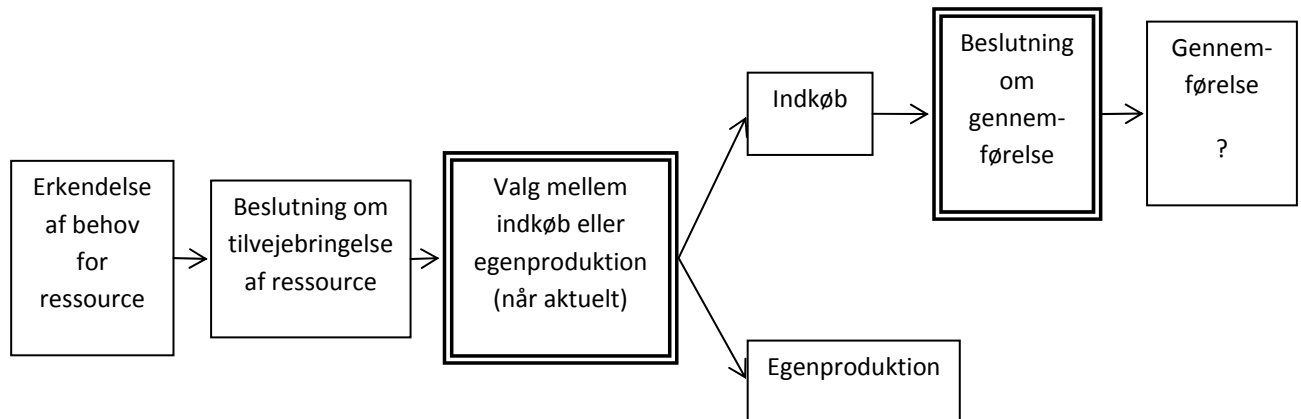 Erkendelse
af behov
for
ressource
Beslutning om
tilvejebringelse
af ressource
Valg mellem
indkøb eller
egenproduktion
(når aktuelt)
Indkøb
Egenproduktion
Beslutning
om
gennem-
førelse
Gennem-
førelse
?